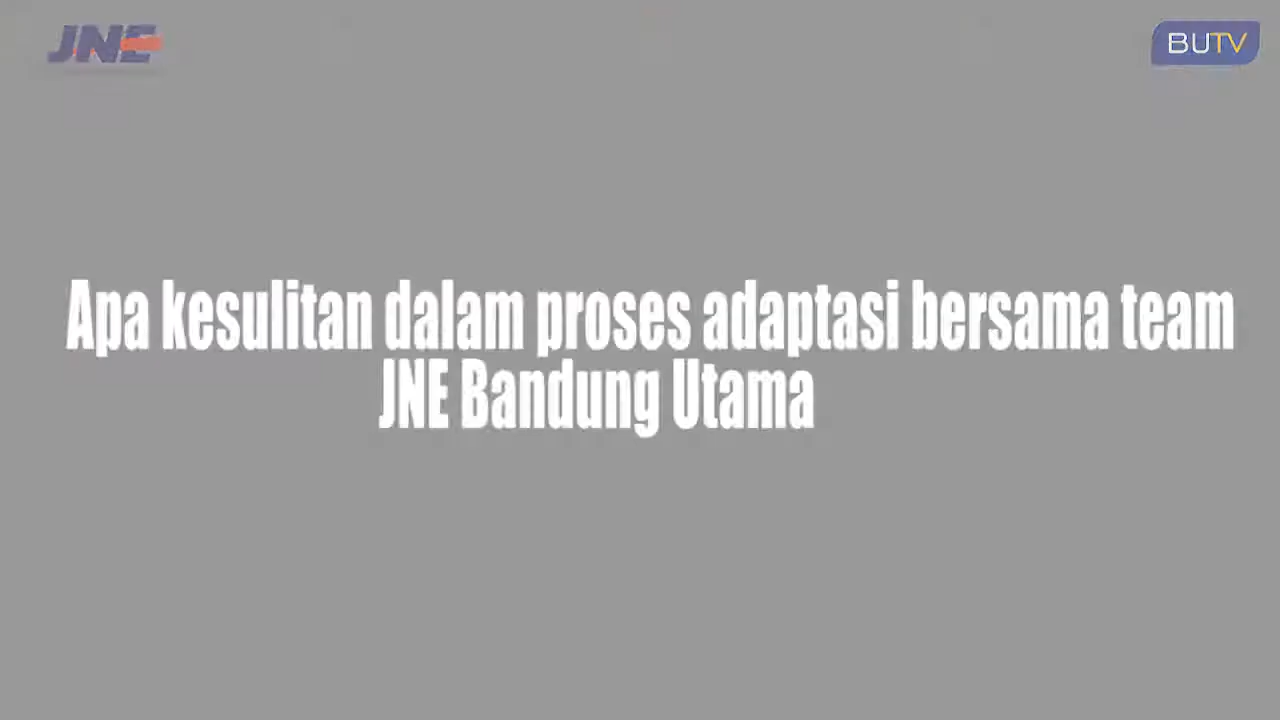 JNE
BUTV
Apa kesulitan dalam proses adaptasi bersama team
JNE Bandung Utama